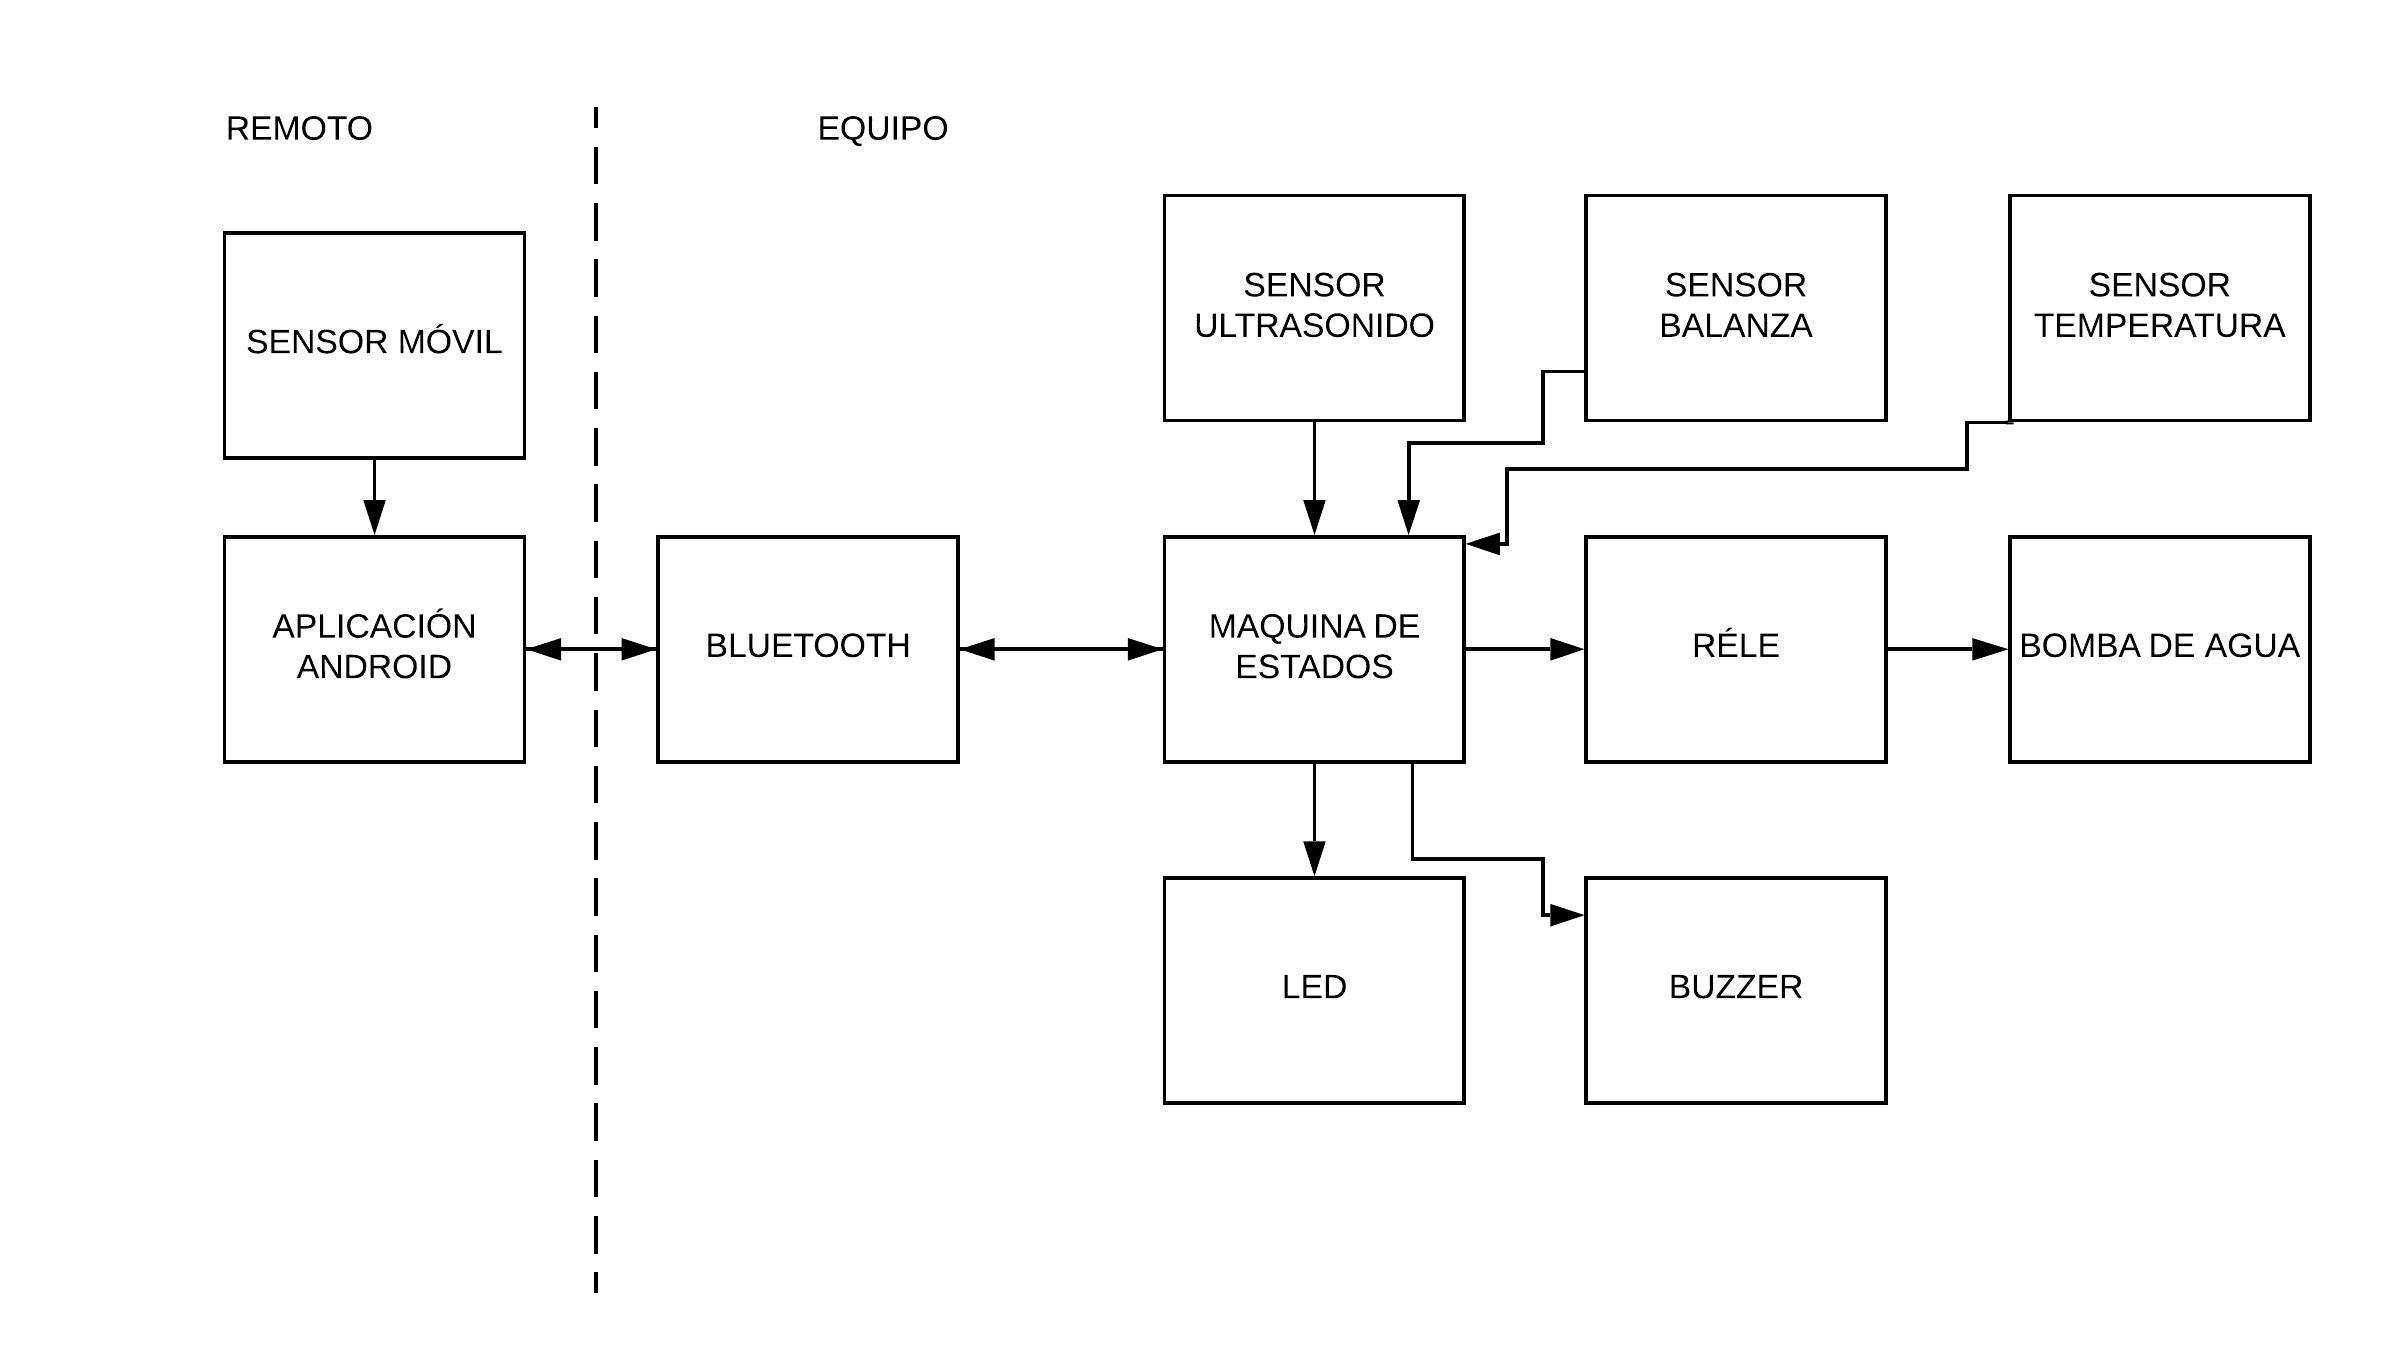 REMOTO
EQUIPO
SENSOR MÓVIL
SENSOR
ULTRASONIDO
SENSOR
BALANZA
SENSOR
TEMPERATURA
APLICACIÓN
ANDROID
BLUETOOTH
MAQUINA DE
ESTADOS
RÉLE
BOMBA DE AGUA
LED
BUZZER